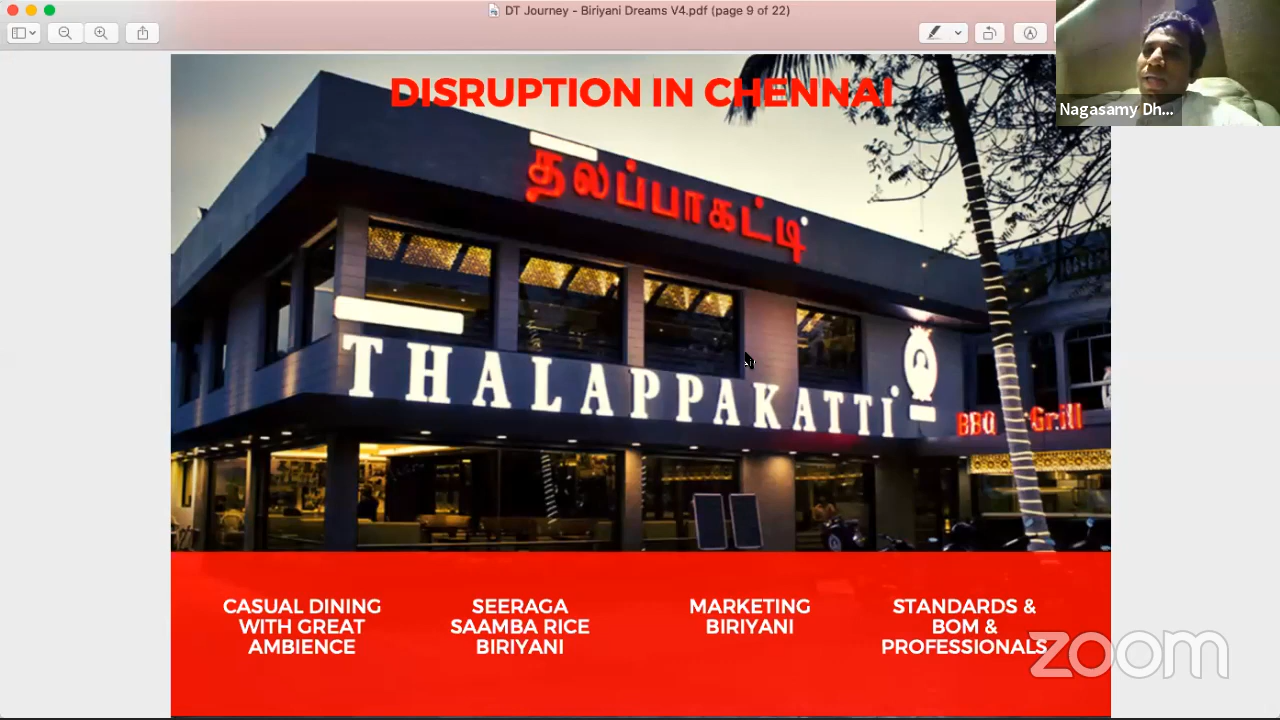 DT Journey - Biriyani Dreams V4.pdf (page 9 of 22)
Nagasamy Dh...
DISRUPTION IN CHENNAI
தலப்பாகட்டி
THALAPPAKATTI
BBQ Grill
CASUAL DINING
WITH GREAT
AMBIENCE
SEERAGA
SAAMBA RICE
BIRIYANI
MARKETING
BIRIYANI
STANDARDS &
BOM &
PROFESSIONALS
zoom